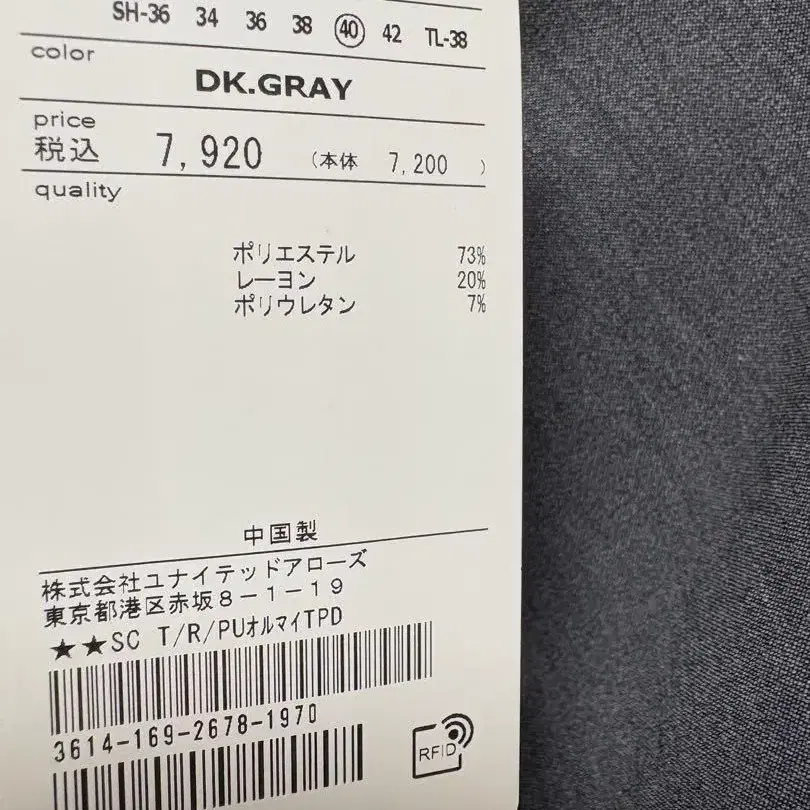 SH-36 34 36 38 40 42 TL-38
color
DK.GRAY
price
税込 7,920 (本体 7,200 )
quality
ポリエステル 73%
レーヨン 20%
ポリウレタン 7%
中国製
株式会社ユナイテッドアローズ
東京都港区赤坂8-1-19
★★SC T/R/PUオルマイTPD
3614-169-2678-1970
RFID